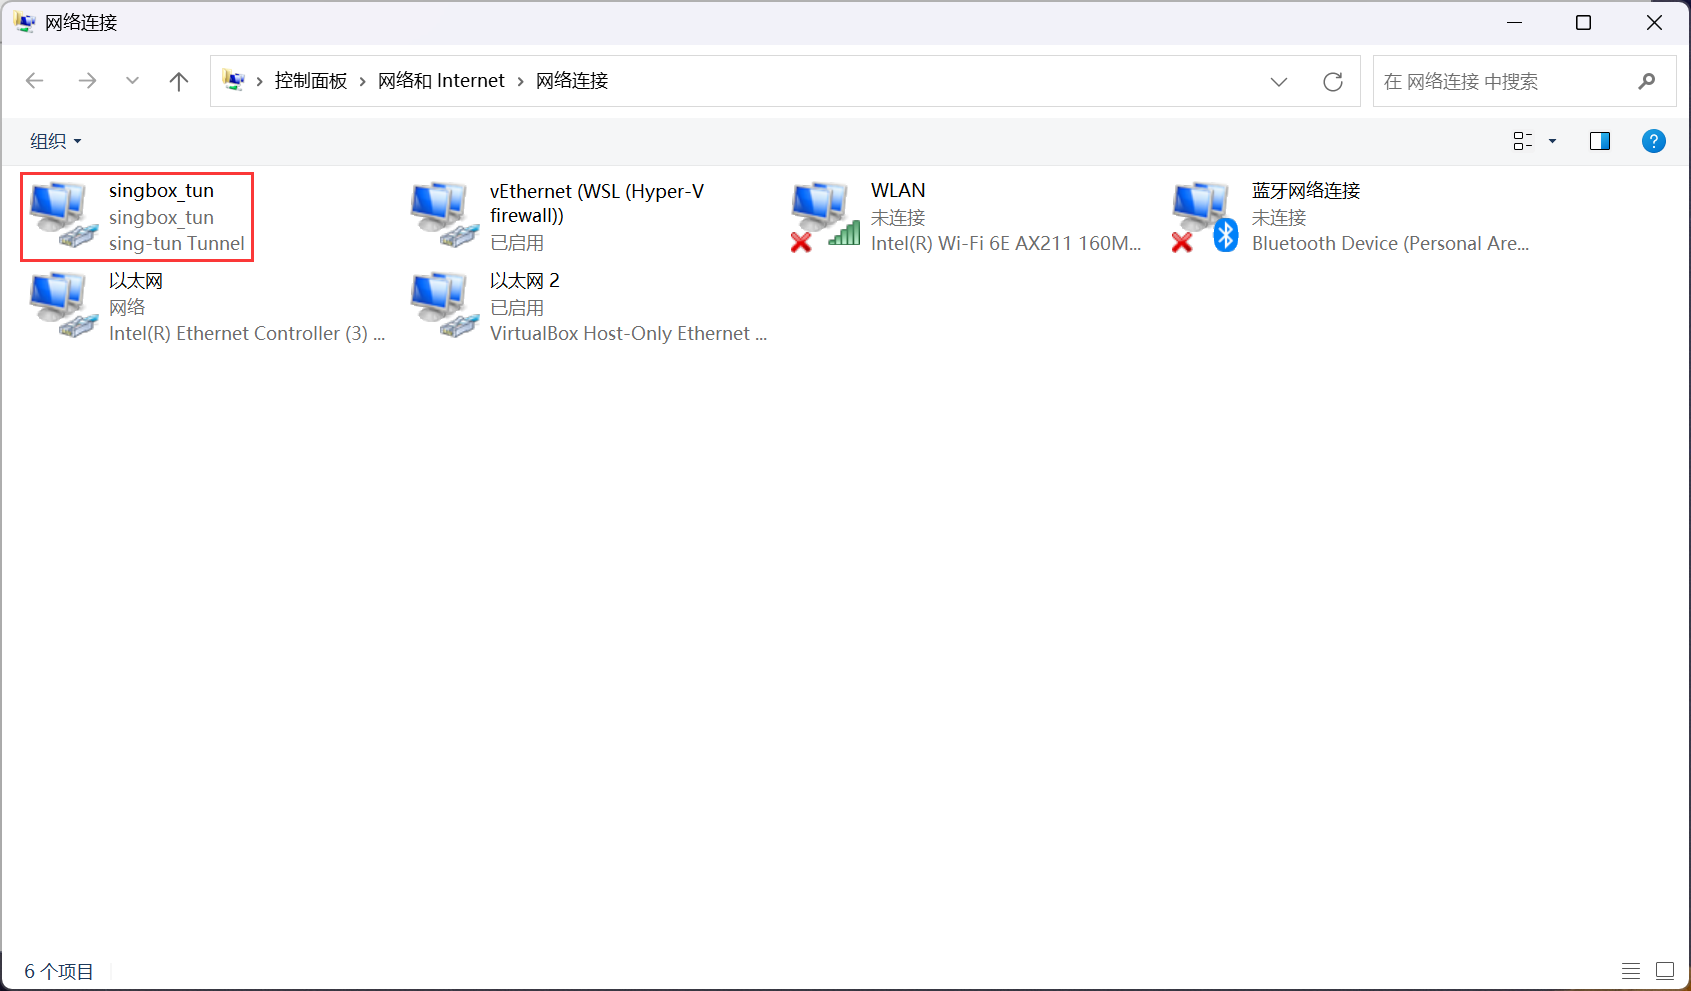 网络连接
控制面板 › 网络和 Internet › 网络连接
在 网络连接 中搜索
组织
singbox_tun
singbox_tun
sing-tun Tunnel
vEthernet (WSL (Hyper-V
firewall))
已启用
WLAN
未连接
Intel(R) Wi-Fi 6E AX211 160M...
蓝牙网络连接
未连接
Bluetooth Device (Personal Are...
以太网
网络
Intel(R) Ethernet Controller (3) ...
以太网 2
已启用
VirtualBox Host-Only Ethernet ...
6 个项目